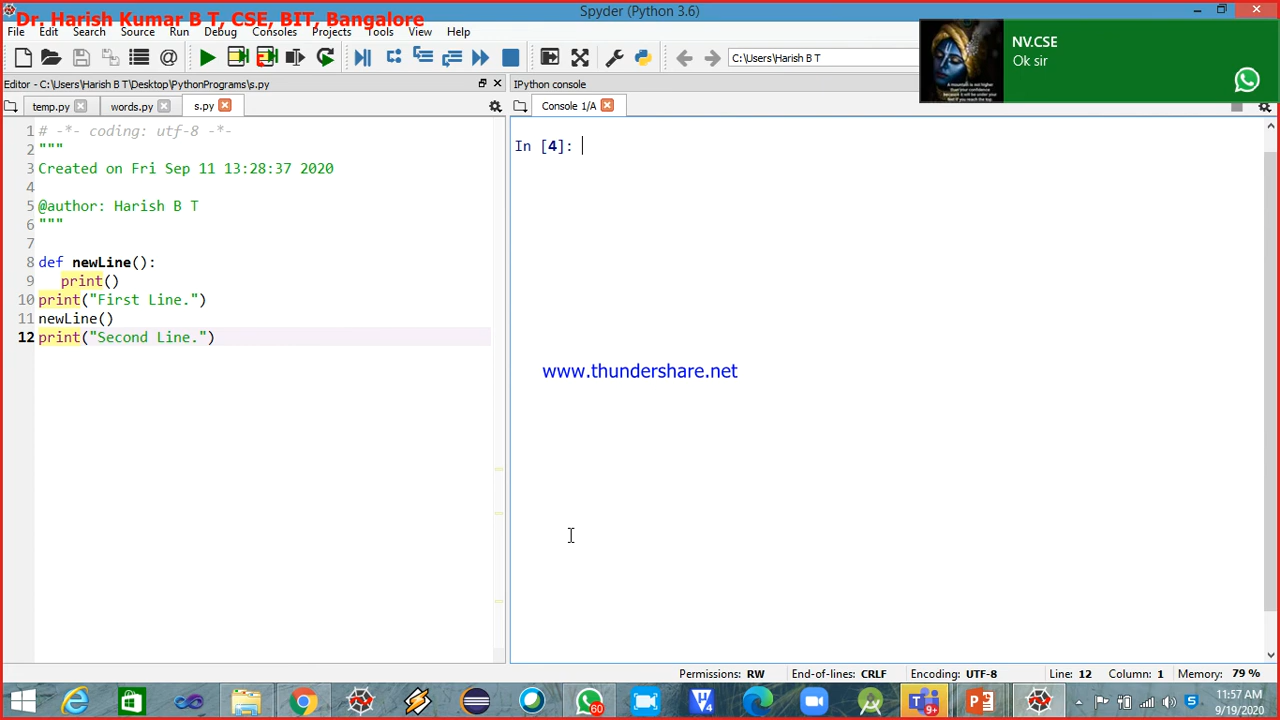 Dr. Harish Kumar B T, CSE, BIT, Bangalore
Spyder (Python 3.6)
File Edit Search Source Run Debug Consoles Projects Tools View Help
NV.CSE
Ok sir
C:\Users\Harish B T
Editor - C:\Users\Harish B T\Desktop\PythonPrograms\s.py
IPython console
temp.py words.py s.py
Console 1/A
1 # -*- coding: utf-8 -*-
2 """
3 Created on Fri Sep 11 13:28:37 2020
4
5 @author: Harish B T
6 """
7
8 def newLine():
9 print()
10 print("First Line.")
11 newLine()
12 print("Second Line.")
In [4]:
www.thundershare.net
Permissions: RW End-of-lines: CRLF Encoding: UTF-8 Line: 12 Column: 1 Memory: 79 %
60
V4
9+
11:57 AM
9/19/2020